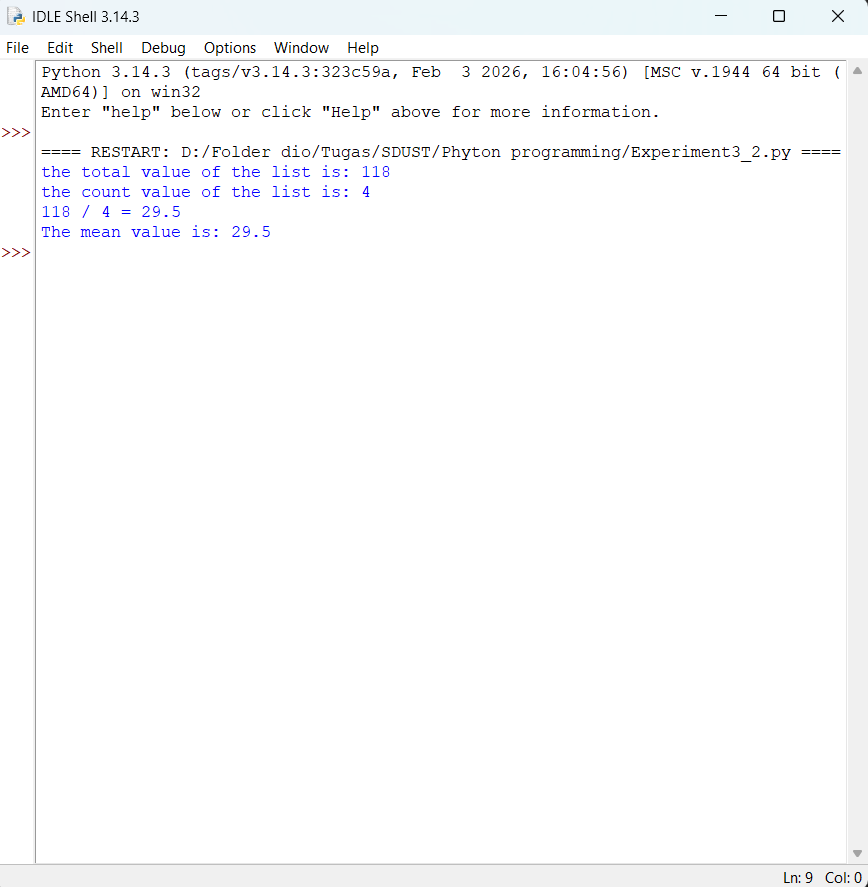 IDLE Shell 3.14.3
File Edit Shell Debug Options Window Help
Python 3.14.3 (tags/v3.14.3:323c59a, Feb  3 2026, 16:04:56) [MSC v.1944 64 bit (
AMD64)] on win32
Enter "help" below or click "Help" above for more information.
>>>
==== RESTART: D:/Folder dio/Tugas/SDUST/Phyton programming/Experiment3_2.py ====
the total value of the list is: 118
the count value of the list is: 4
118 / 4 = 29.5
The mean value is: 29.5
>>>
Ln: 9 Col: 0